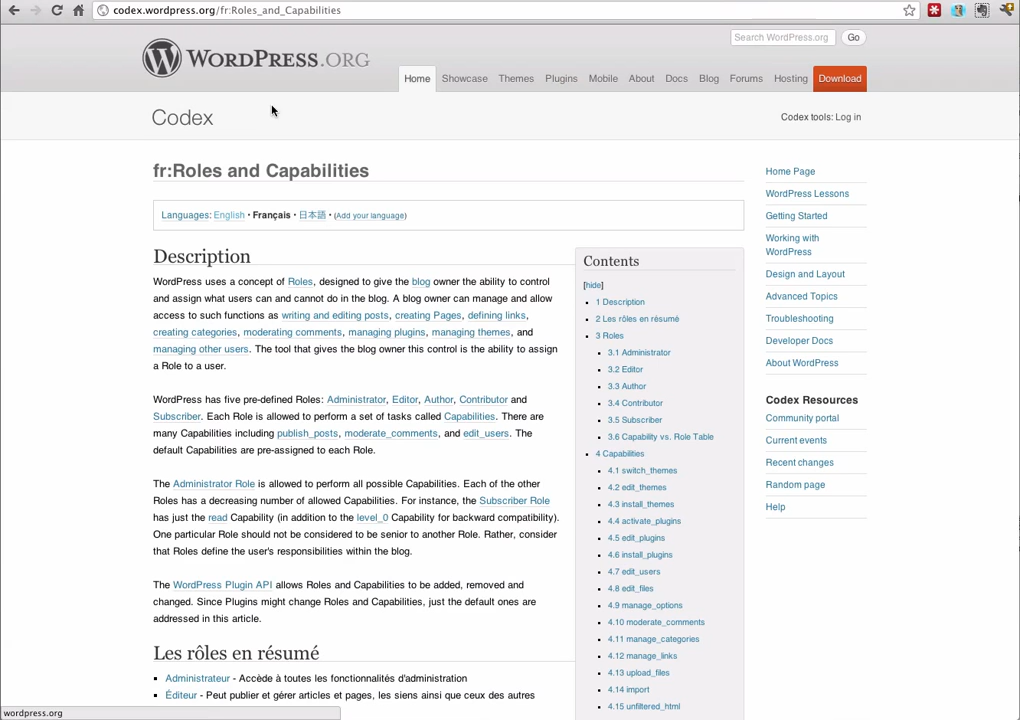 codex.wordpress.org/fr:Roles_and_Capabilities
WORDPRESS.ORG
Search WordPress.org
Go
Home Showcase Themes Plugins Mobile About Docs Blog Forums Hosting Download
Codex
Codex tools: Log in
fr:Roles and Capabilities
Languages: English • Français • 日本語 • (Add your language)
Description
WordPress uses a concept of Roles, designed to give the blog owner the ability to control
and assign what users can and cannot do in the blog. A blog owner can manage and allow
access to such functions as writing and editing posts, creating Pages, defining links,
creating categories, moderating comments, managing plugins, managing themes, and
managing other users. The tool that gives the blog owner this control is the ability to assign
a Role to a user.
WordPress has five pre-defined Roles: Administrator, Editor, Author, Contributor and
Subscriber. Each Role is allowed to perform a set of tasks called Capabilities. There are
many Capabilities including publish_posts, moderate_comments, and edit_users. The
default Capabilities are pre-assigned to each Role.
The Administrator Role is allowed to perform all possible Capabilities. Each of the other
Roles has a decreasing number of allowed Capabilities. For instance, the Subscriber Role
has just the read Capability (in addition to the level_0 Capability for backward compatibility).
One particular Role should not be considered to be senior to another Role. Rather, consider
that Roles define the user's responsibilities within the blog.
The WordPress Plugin API allows Roles and Capabilities to be added, removed and
changed. Since Plugins might change Roles and Capabilities, just the default ones are
addressed in this article.
Les rôles en résumé
Administrateur - Accède à toutes les fonctionnalités d'administration
Éditeur - Peut publier et gérer articles et pages, les siens ainsi que ceux des autres
Contents
[hide]
1 Description
2 Les rôles en résumé
3 Roles
3.1 Administrator
3.2 Editor
3.3 Author
3.4 Contributor
3.5 Subscriber
3.6 Capability vs. Role Table
4 Capabilities
4.1 switch_themes
4.2 edit_themes
4.3 install_themes
4.4 activate_plugins
4.5 edit_plugins
4.6 install_plugins
4.7 edit_users
4.8 edit_files
4.9 manage_options
4.10 moderate_comments
4.11 manage_categories
4.12 manage_links
4.13 upload_files
4.14 import
4.15 unfiltered_html
Home Page
WordPress Lessons
Getting Started
Working with
WordPress
Design and Layout
Advanced Topics
Troubleshooting
Developer Docs
About WordPress
Codex Resources
Community portal
Current events
Recent changes
Random page
Help
wordpress.org